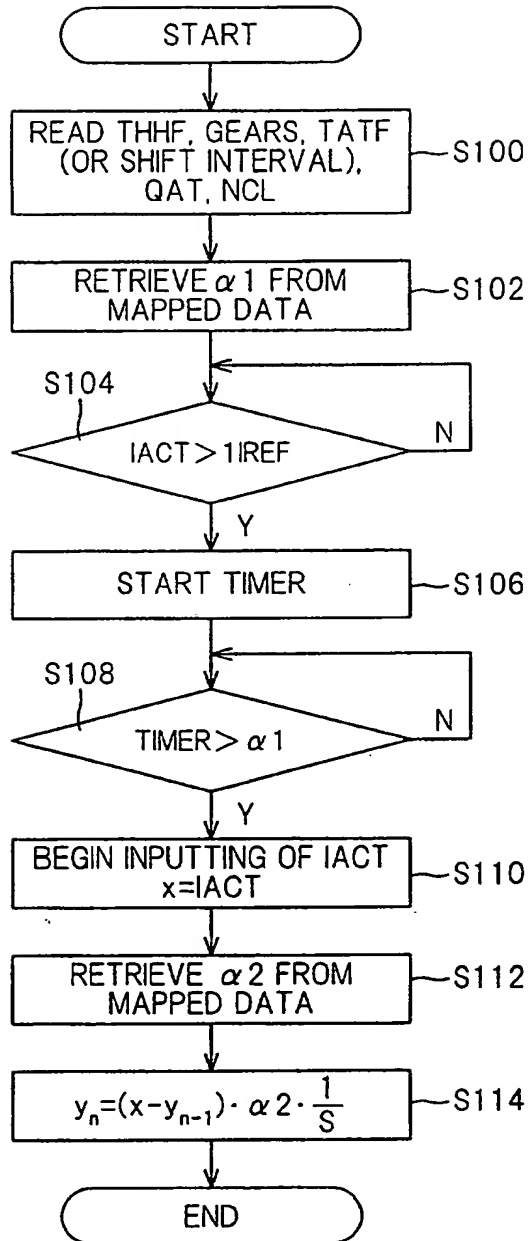 START
READ THHF, GEARS, TATF
(OR SHIFT INTERVAL),
QAT, NCL
S100
RETRIEVE α1 FROM
MAPPED DATA
S102
S104
IACT>1IREF
N
Y
START TIMER
S106
S108
TIMER>α1
N
Y
BEGIN INPUTTING OF IACT
x=IACT
S110
RETRIEVE α2 FROM
MAPPED DATA
S112
yₙ=(x-yₙ₋₁)·α2·1/S
S114
END